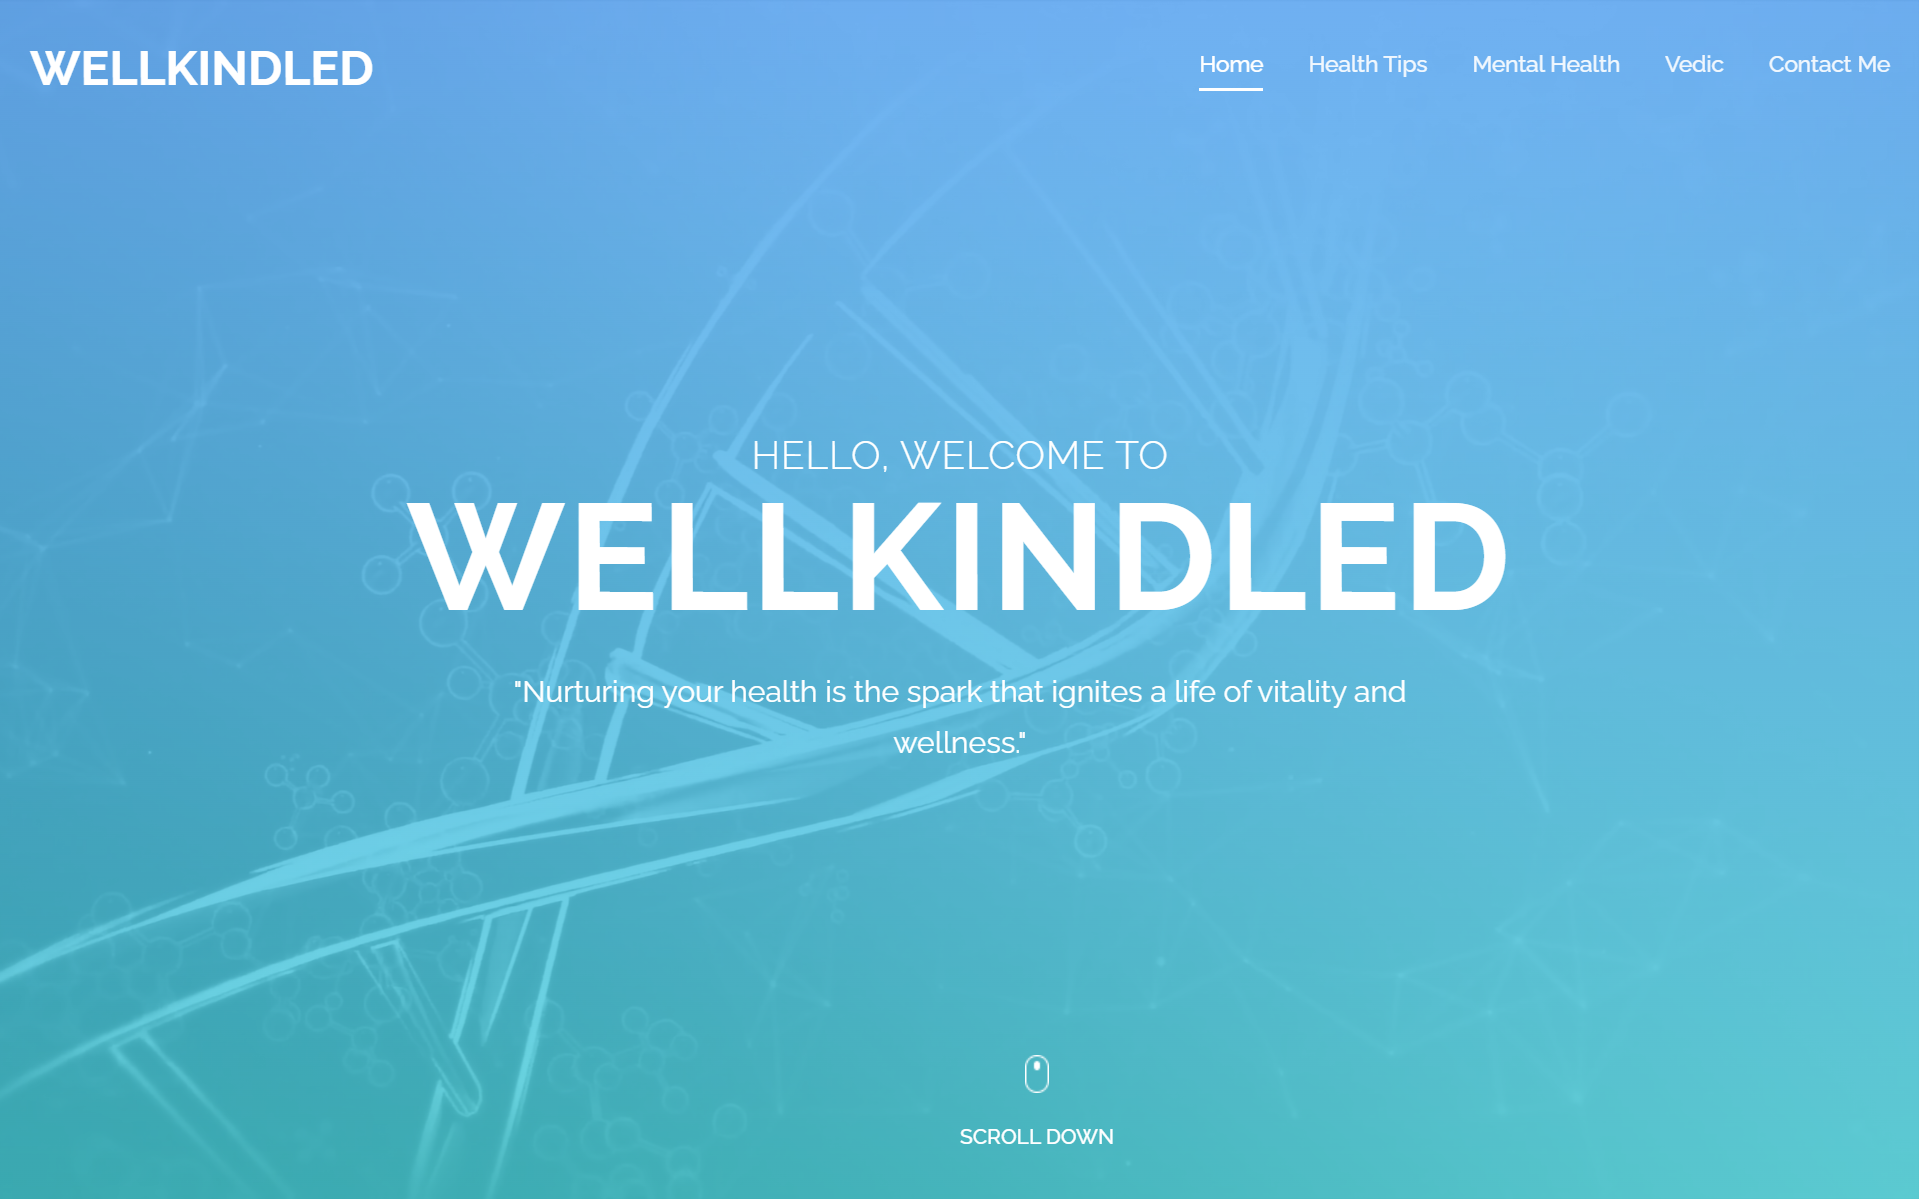 WELLKINDLED
Home Health Tips Mental Health Vedic Contact Me
HELLO, WELCOME TO
WELLKINDLED
"Nurturing your health is the spark that ignites a life of vitality and
wellness."
SCROLL DOWN